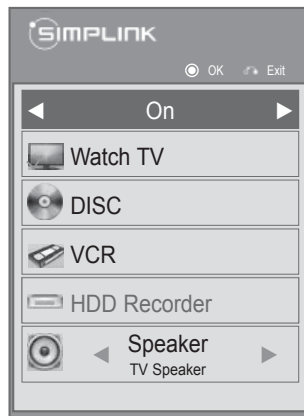 SIMPLINK
OK Exit
On
Watch TV
DISC
VCR
HDD Recorder
Speaker
TV Speaker